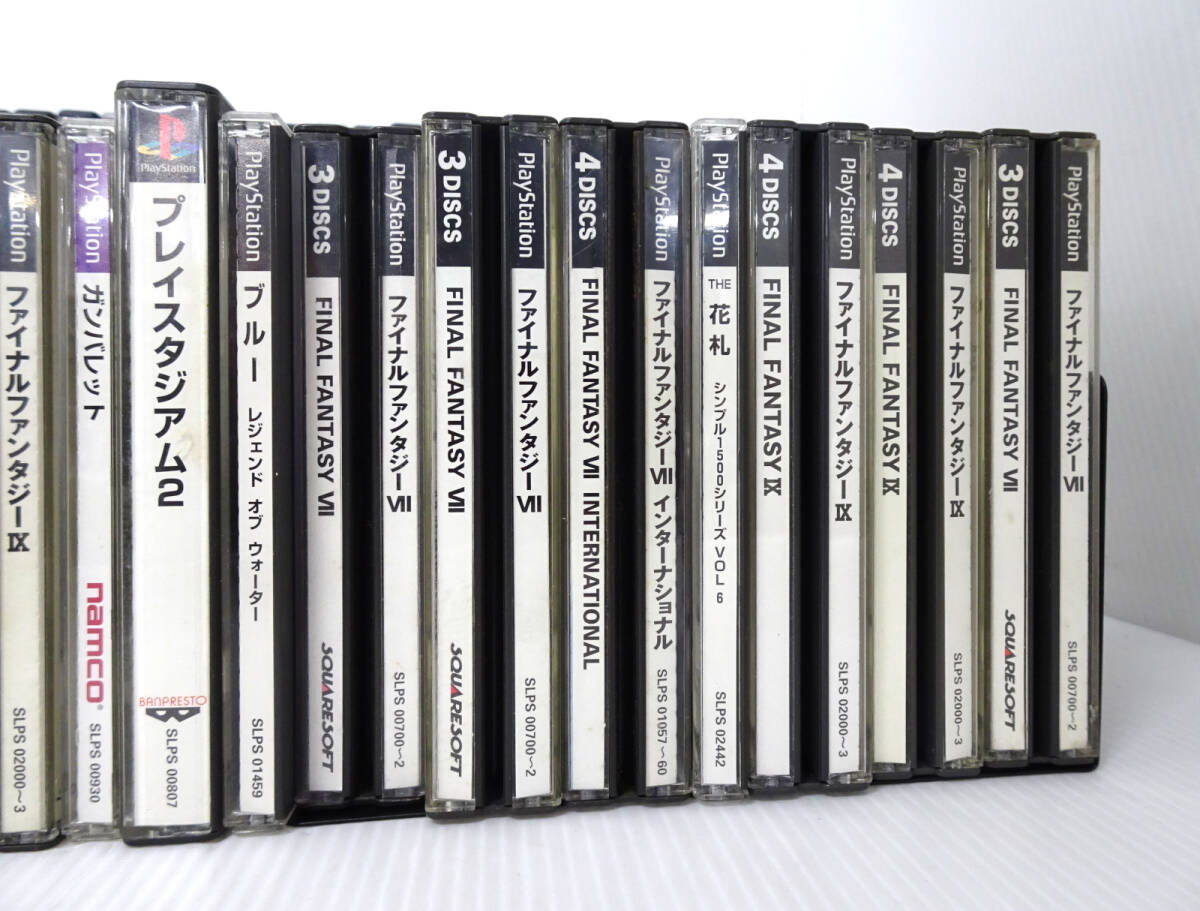 PlayStation
ファイナルファンタジーIX
SLPS 02000~3
PlayStation
ガンバレット
namco
SLPS 00930
PlayStation
プレイスタジアム2
BANPRESTO
SLPS 00807
PlayStation
ブルー レジェンド オブ ウォーター
SLPS 01459
3 DISCS
FINAL FANTASY VII
SQUARESOFT
PlayStation
ファイナルファンタジーVII
SLPS 00700~2
3 DISCS
FINAL FANTASY VII
SQUARESOFT
PlayStation
ファイナルファンタジーVII
SLPS 00700~2
4 DISCS
FINAL FANTASY VII INTERNATIONAL
PlayStation
ファイナルファンタジーVII インターナショナル
SLPS 01057~60
PlayStation
THE 花札 シンプル1500シリーズ VOL 6
SLPS 02442
4 DISCS
FINAL FANTASY IX
PlayStation
ファイナルファンタジーIX
SLPS 02000~3
4 DISCS
FINAL FANTASY IX
PlayStation
ファイナルファンタジーIX
SLPS 02000~3
3 DISCS
FINAL FANTASY VII
SQUARESOFT
PlayStation
ファイナルファンタジーVII
SLPS 00700~2